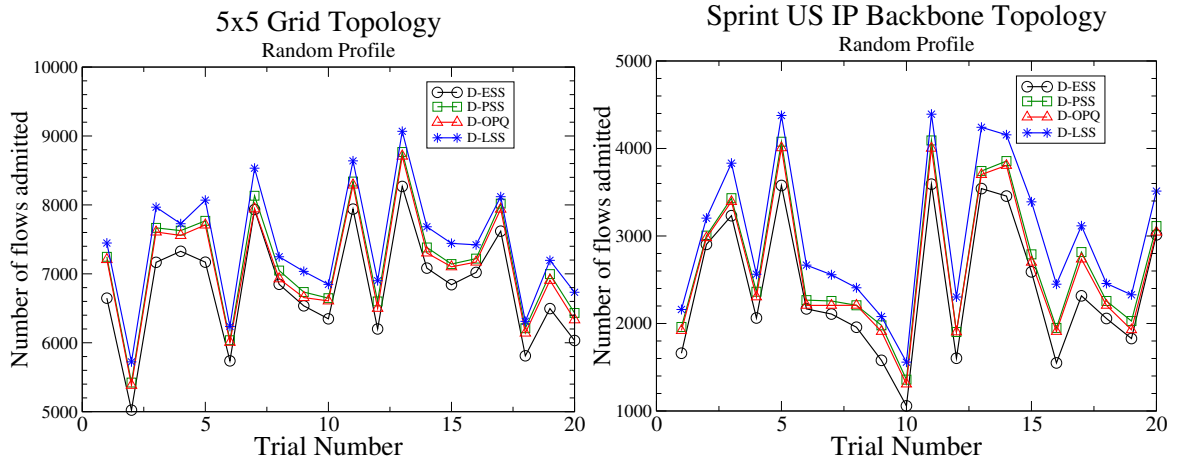 5x5 Grid Topology
Random Profile
Number of flows admitted
10000
9000
8000
7000
6000
5000
D-ESS
D-PSS
D-OPQ
D-LSS
0
5
10
15
20
Trial Number
Sprint US IP Backbone Topology
Random Profile
Number of flows admitted
5000
4000
3000
2000
1000
D-ESS
D-PSS
D-OPQ
D-LSS
0
5
10
15
20
Trial Number